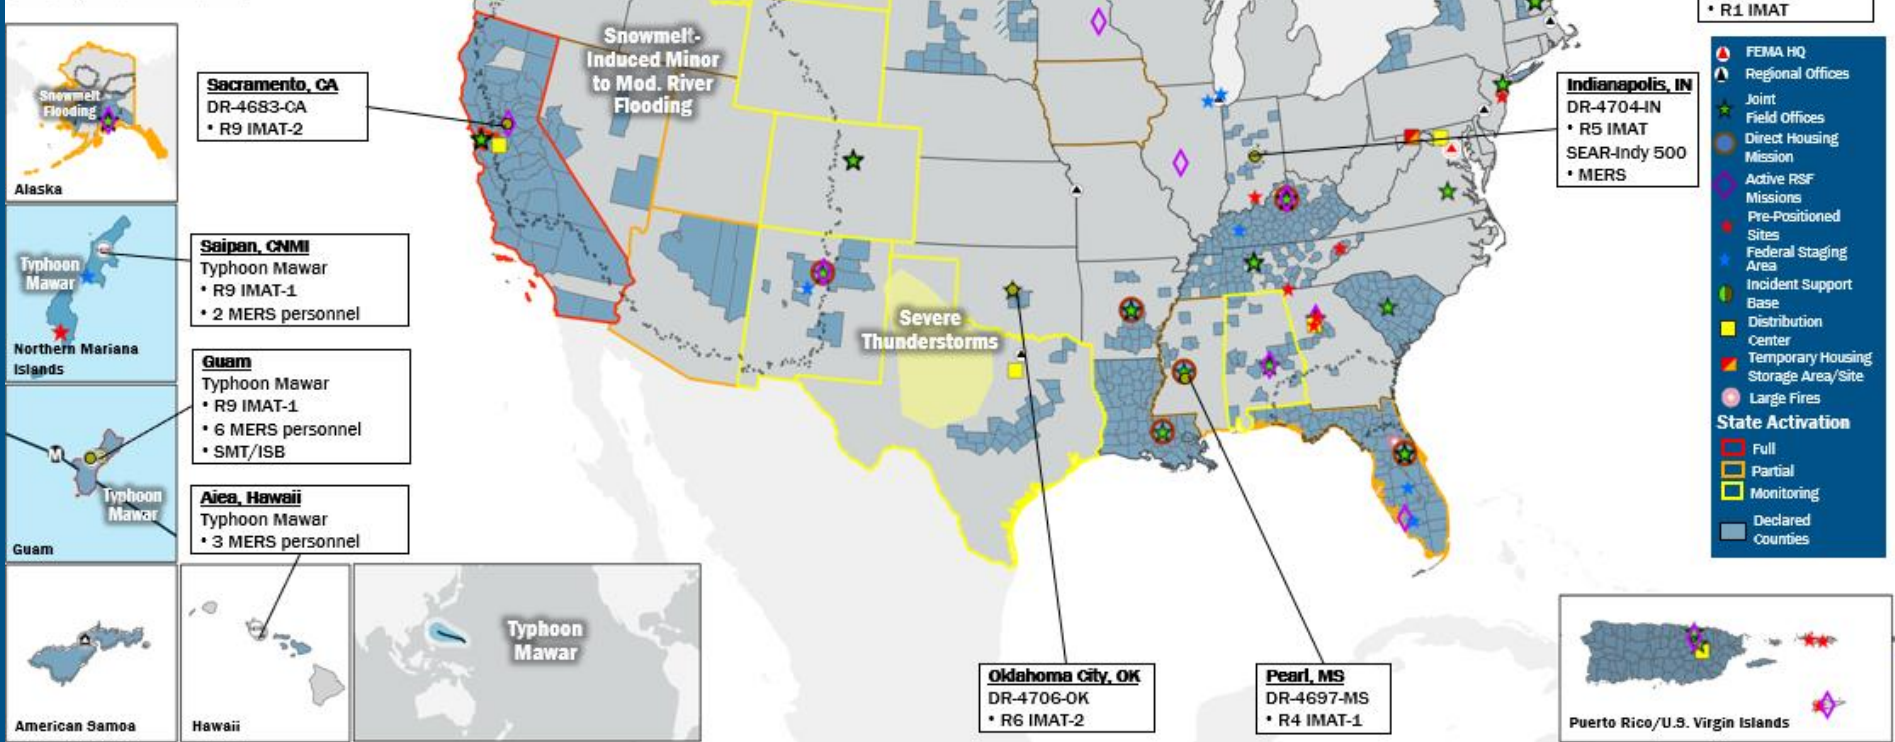 • R1 IMAT
Snowmelt-
Induced Minor
to Mod. River
Flooding
Snowmelt
Flooding
Alaska
Sacramento, CA
DR-4683-CA
• R9 IMAT-2
Indianapolis, IN
DR-4704-IN
• R5 IMAT
SEAR-Indy 500
• MERS
FEMA HQ
Regional Offices
Joint
Field Offices
Direct Housing
Mission
Active RSF
Missions
Pre-Positioned
Sites
Federal Staging
Area
Incident Support
Base
Distribution
Center
Temporary Housing
Storage Area/Site
Large Fires
State Activation
Full
Partial
Monitoring
Declared
Counties
Typhoon
Mawar
Northern Mariana
Islands
Saipan, CNMI
Typhoon Mawar
• R9 IMAT-1
• 2 MERS personnel
Severe
Thunderstorms
Guam
Typhoon Mawar
• R9 IMAT-1
• 6 MERS personnel
• SMT/ISB
M
Typhoon
Mawar
Guam
Aiea, Hawaii
Typhoon Mawar
• 3 MERS personnel
American Samoa
Hawaii
Typhoon
Mawar
Oklahoma City, OK
DR-4706-OK
• R6 IMAT-2
Pearl, MS
DR-4697-MS
• R4 IMAT-1
Puerto Rico/U.S. Virgin Islands